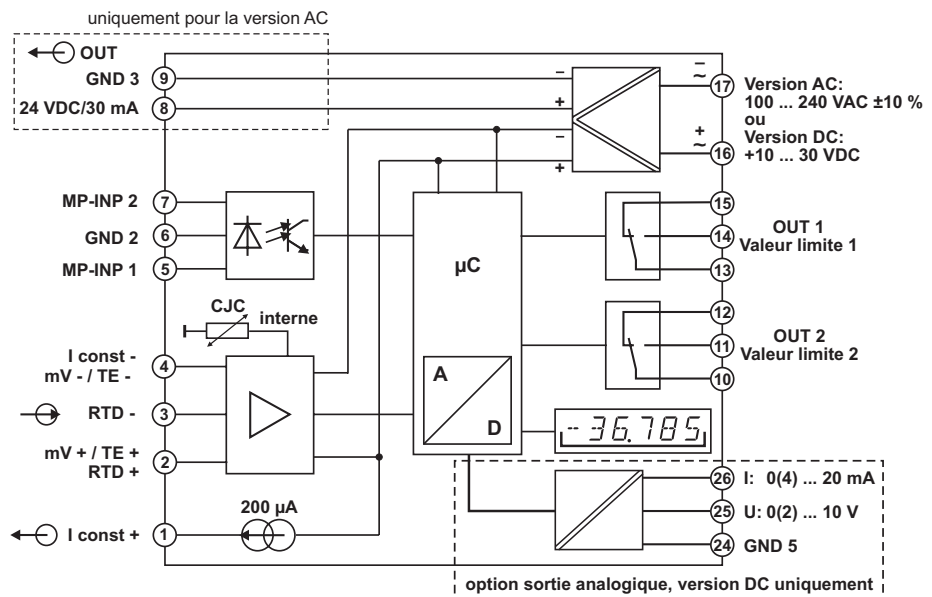 uniquement pour la version AC
OUT
GND 3
9
24 VDC/30 mA
8
–
+
–
+
–
~
17
Version AC:
100 ... 240 VAC ±10 %
ou
Version DC:
+10 ... 30 VDC
+
~
16
MP-INP 2
7
GND 2
6
MP-INP 1
5
µC
15
14
13
OUT 1
Valeur limite 1
CJC
interne
12
11
10
OUT 2
Valeur limite 2
I const -
mV - / TE -
4
RTD -
3
mV + / TE +
RTD +
2
A
D
-36.785
200 µA
I const +
1
26
I: 0(4) ... 20 mA
25
U: 0(2) ... 10 V
24
GND 5
option sortie analogique, version DC uniquement